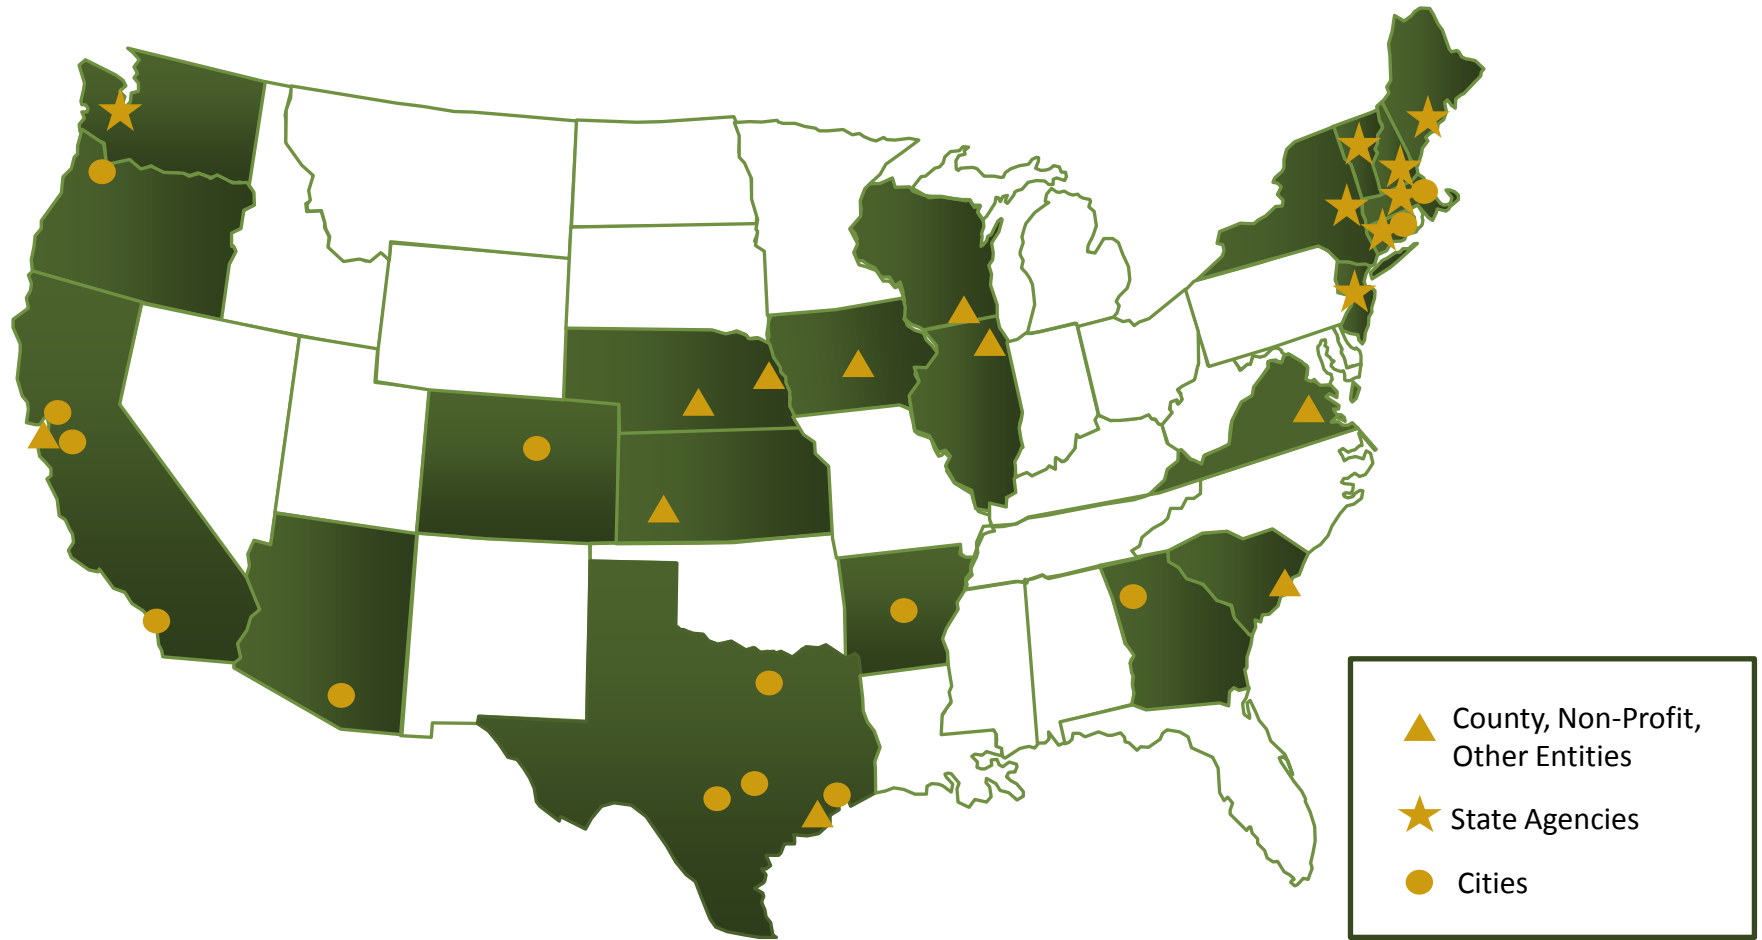 County, Non-Profit,
Other Entities
State Agencies
Cities